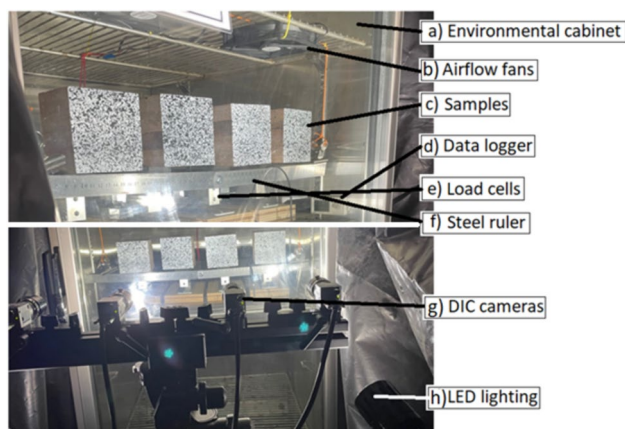 a) Environmental cabinet
b) Airflow fans
c) Samples
d) Data logger
e) Load cells
f) Steel ruler
g) DIC cameras
h) LED lighting